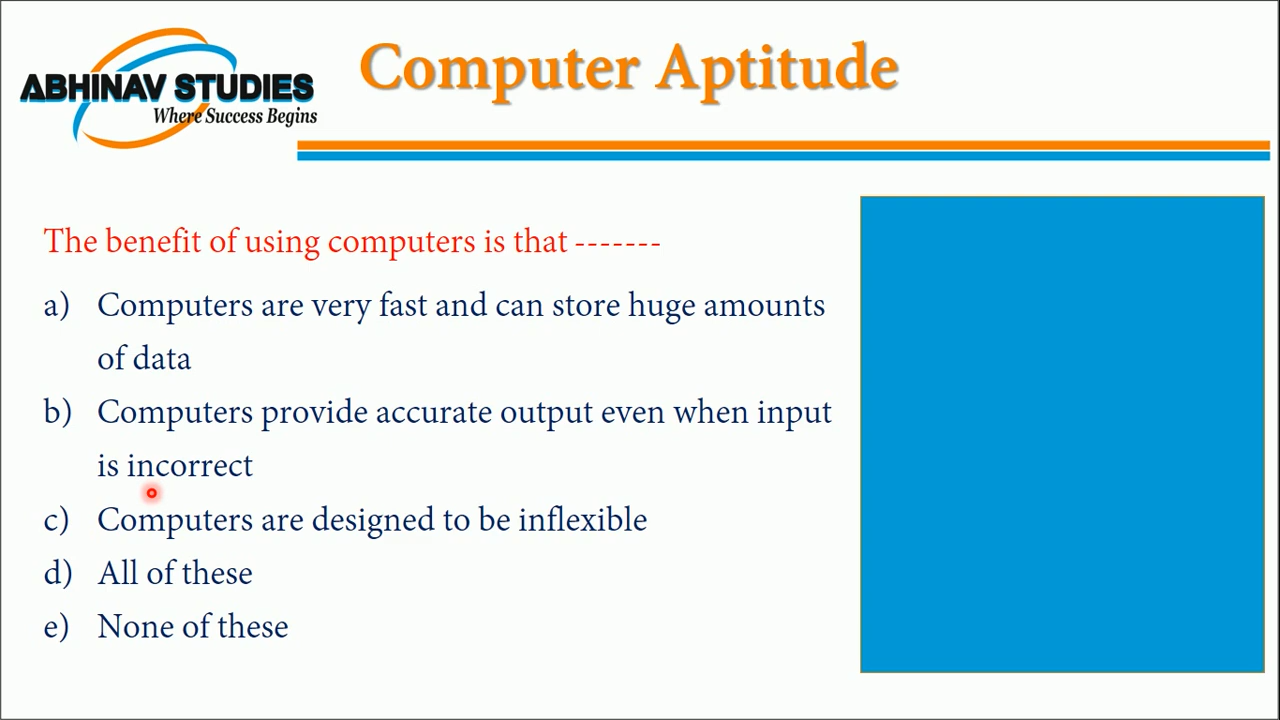 Computer Aptitude
ABHINAV STUDIES
Where Success Begins
The benefit of using computers is that -------
a) Computers are very fast and can store huge amounts
of data
b) Computers provide accurate output even when input
is incorrect
c) Computers are designed to be inflexible
d) All of these
e) None of these